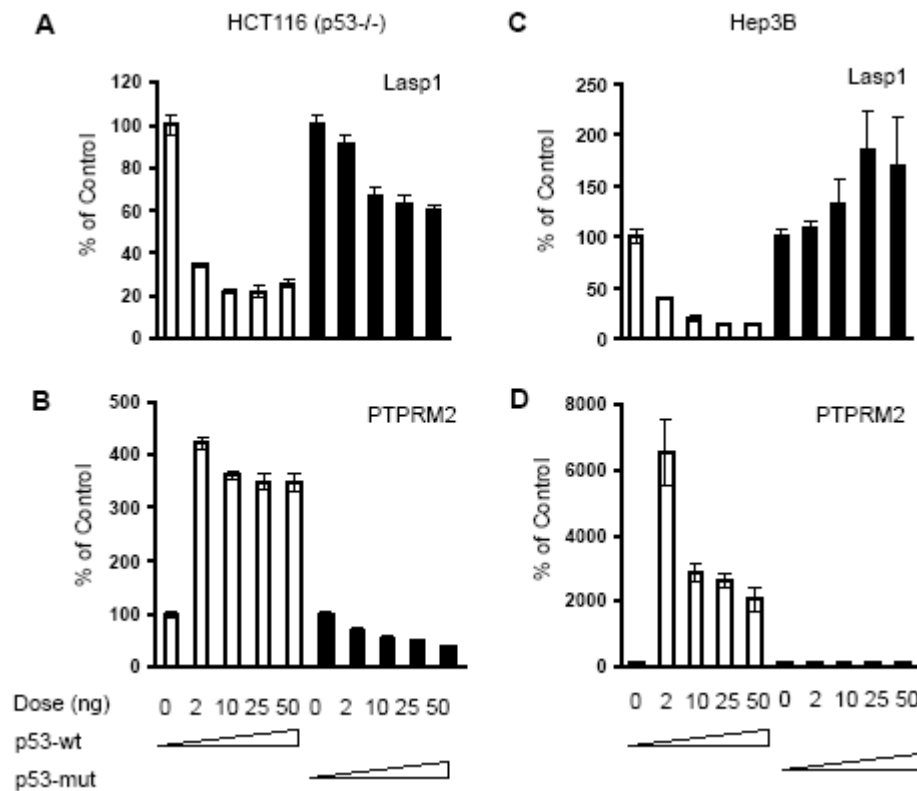 A HCT116 (p53-/-)
Lasp1
% of Control
120
100
80
60
40
20
0
C Hep3B
Lasp1
% of Control
250
200
150
100
50
0
B
PTPRM2
% of Control
500
400
300
200
100
0
D
PTPRM2
% of Control
8000
6000
4000
2000
0
Dose (ng) 0 2 10 25 50 0 2 10 25 50 0 2 10 25 50 0 2 10 25 50
p53-wt
p53-mut